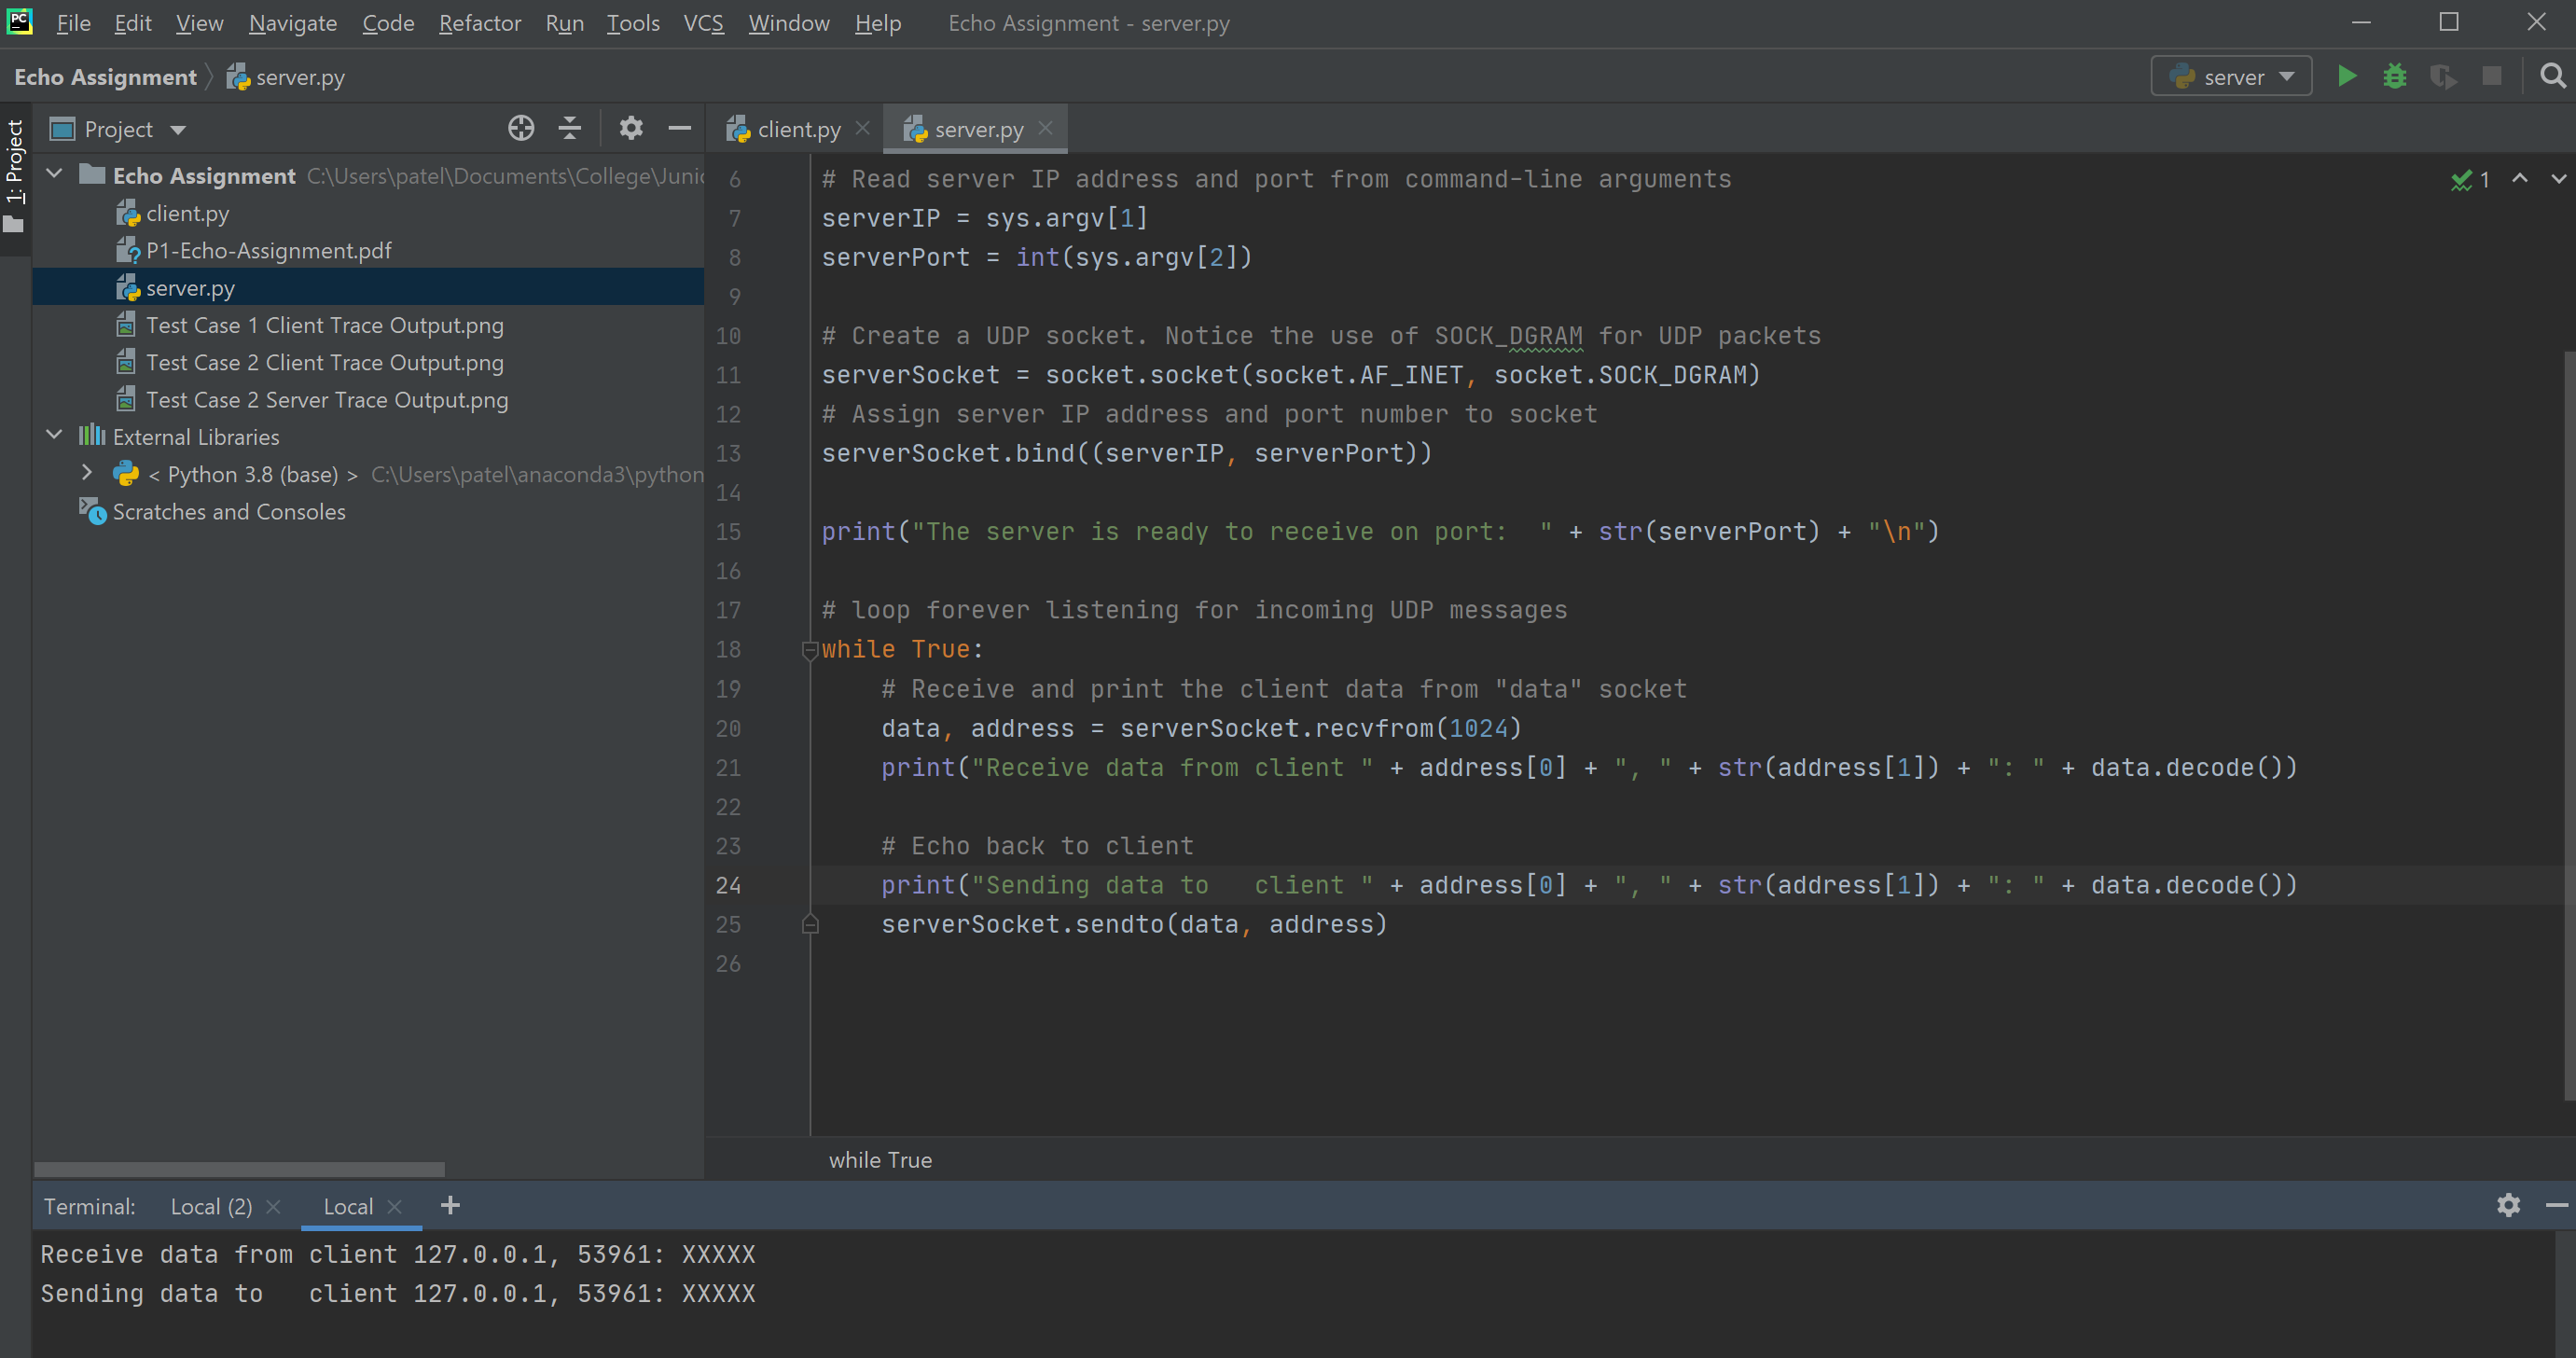 PC File Edit View Navigate Code Refactor Run Tools VCS Window Help Echo Assignment - server.py
Echo Assignment server.py server
1: Project
Project
Echo Assignment C:\Users\patel\Documents\College\Junic
client.py
P1-Echo-Assignment.pdf
server.py
Test Case 1 Client Trace Output.png
Test Case 2 Client Trace Output.png
Test Case 2 Server Trace Output.png
External Libraries
< Python 3.8 (base) > C:\Users\patel\anaconda3\python
Scratches and Consoles
client.py server.py
1
6 # Read server IP address and port from command-line arguments
7 serverIP = sys.argv[1]
8 serverPort = int(sys.argv[2])
9
10 # Create a UDP socket. Notice the use of SOCK_DGRAM for UDP packets
11 serverSocket = socket.socket(socket.AF_INET, socket.SOCK_DGRAM)
12 # Assign server IP address and port number to socket
13 serverSocket.bind((serverIP, serverPort))
14
15 print("The server is ready to receive on port:  " + str(serverPort) + "\n")
16
17 # loop forever listening for incoming UDP messages
18 while True:
19     # Receive and print the client data from "data" socket
20     data, address = serverSocket.recvfrom(1024)
21     print("Receive data from client " + address[0] + ", " + str(address[1]) + ": " + data.decode())
22
23     # Echo back to client
24     print("Sending data to   client " + address[0] + ", " + str(address[1]) + ": " + data.decode())
25     serverSocket.sendto(data, address)
26
while True
Terminal: Local (2) Local
Receive data from client 127.0.0.1, 53961: XXXXX
Sending data to   client 127.0.0.1, 53961: XXXXX